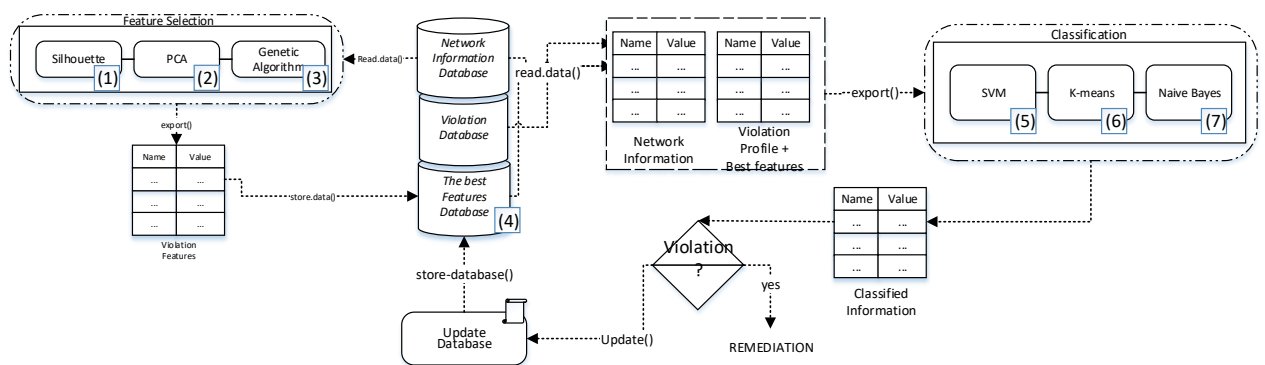 Feature Selection
Silhouette
(1)
PCA
(2)
Genetic
Algorithm
(3)
Read.data()
export()
Name Value
... ...
... ...
... ...
Violation
Features
store.data()
Network
Information
Database
Violation
Database
The best
Features
Database
(4)
read.data()
Name Value
... ...
... ...
... ...
Network
Information
Name Value
... ...
... ...
... ...
Violation
Profile +
Best features
export()
Classification
SVM
(5)
K-means
(6)
Naive Bayes
(7)
Name Value
... ...
... ...
... ...
Classified
Information
Violation
?
yes
REMEDIATION
Update()
Update
Database
store-database()